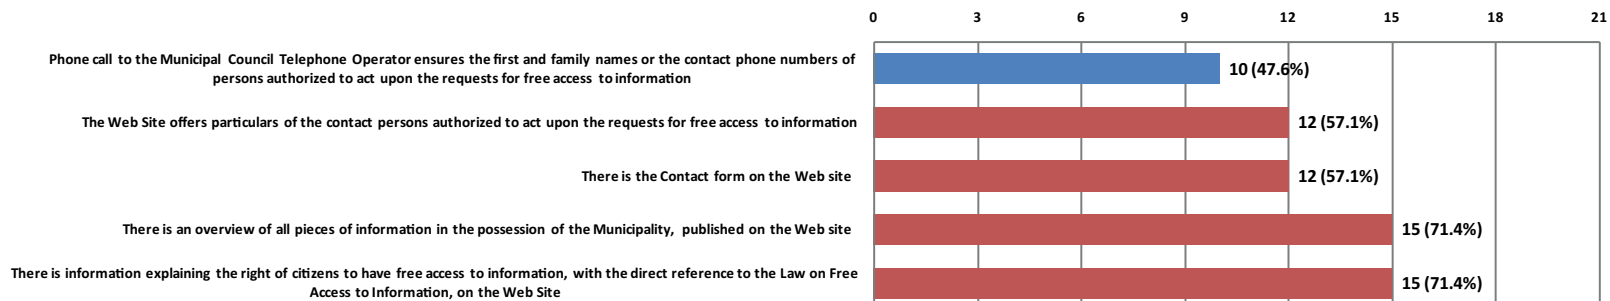 0 3 6 9 12 15 18 21
Phone call to the Municipal Council Telephone Operator ensures the first and family names or the contact phone numbers of
persons authorized to act upon the requests for free access to information
10 (47.6%)
The Web Site offers particulars of the contact persons authorized to act upon the requests for free access to information
12 (57.1%)
There is the Contact form on the Web site
12 (57.1%)
There is an overview of all pieces of information in the possession of the Municipality, published on the Web site
15 (71.4%)
There is information explaining the right of citizens to have free access to information, with the direct reference to the Law on Free
Access to Information, on the Web Site
15 (71.4%)